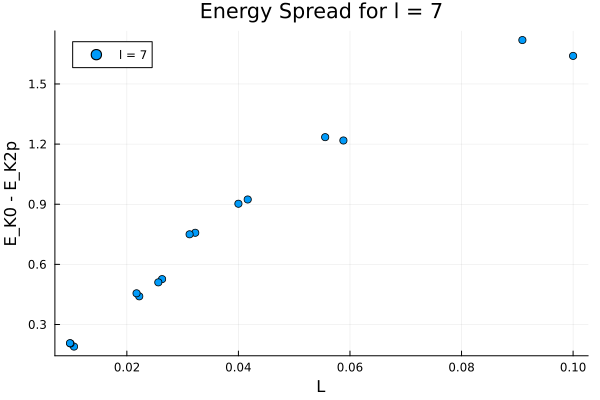 Energy Spread for l = 7
l = 7
E_K0 - E_K2p
1.5
1.2
0.9
0.6
0.3
0.02
0.04
0.06
0.08
0.10
L